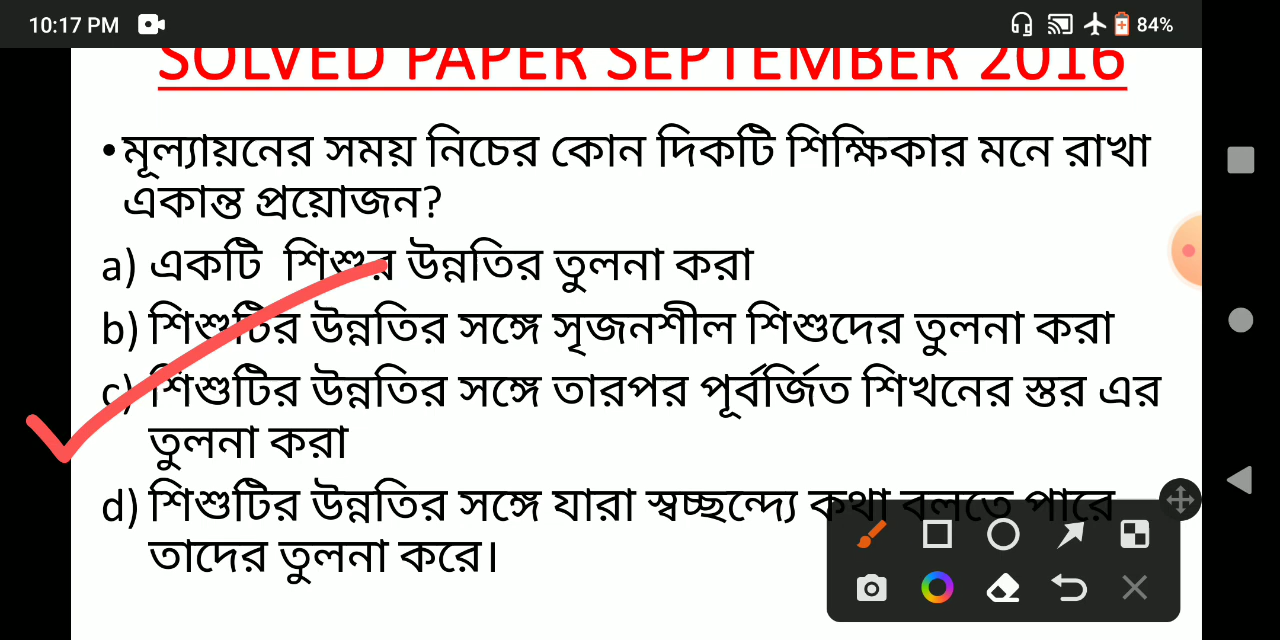 10:17 PM
84%
SOLVED PAPER SEPTEMBER 2016
•মূল্যায়নের সময় নিচের কোন দিকটি শিক্ষিকার মনে রাখা
একান্ত প্রয়োজন?
a) একটি শিশুর উন্নতির তুলনা করা
b) শিশুটির উন্নতির সঙ্গে সৃজনশীল শিশুদের তুলনা করা
c) শিশুটির উন্নতির সঙ্গে তারপর পূর্বর্জিত শিখনের স্তর এর
তুলনা করা
d) শিশুটির উন্নতির সঙ্গে যারা স্বচ্ছন্দ্যে কথা বলতে পারে
তাদের তুলনা করে।